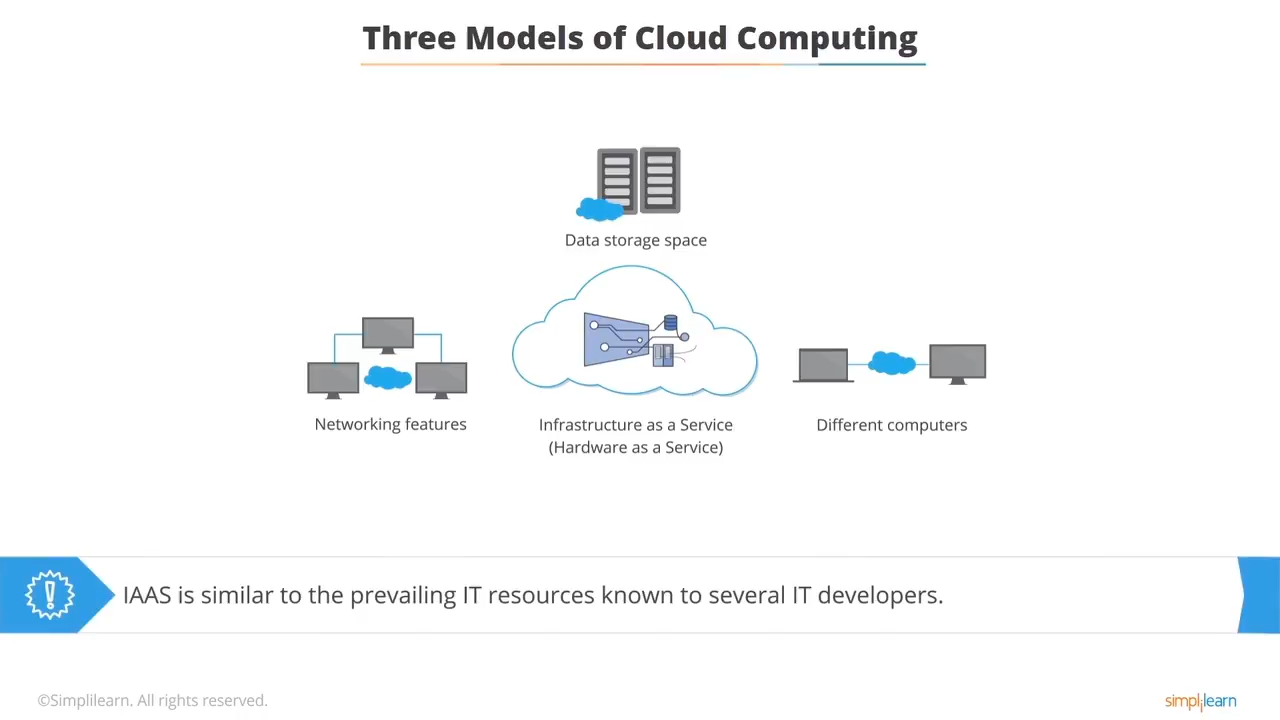 Three Models of Cloud Computing
Data storage space
Networking features
Infrastructure as a Service
(Hardware as a Service)
Different computers
IAAS is similar to the prevailing IT resources known to several IT developers.
©Simplilearn. All rights reserved.
simplilearn